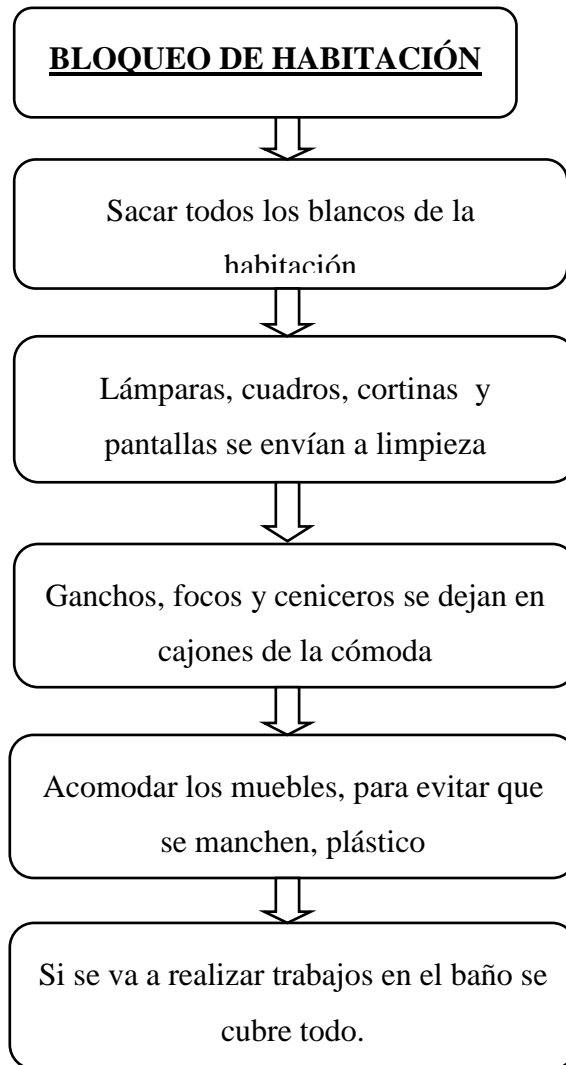 BLOQUEO DE HABITACIÓN
Sacar todos los blancos de la
habitación
Lámparas, cuadros, cortinas y
pantallas se envían a limpieza
Ganchos, focos y ceniceros se dejan en
cajones de la cómoda
Acomodar los muebles, para evitar que
se manchen, plástico
Si se va a realizar trabajos en el baño se
cubre todo.